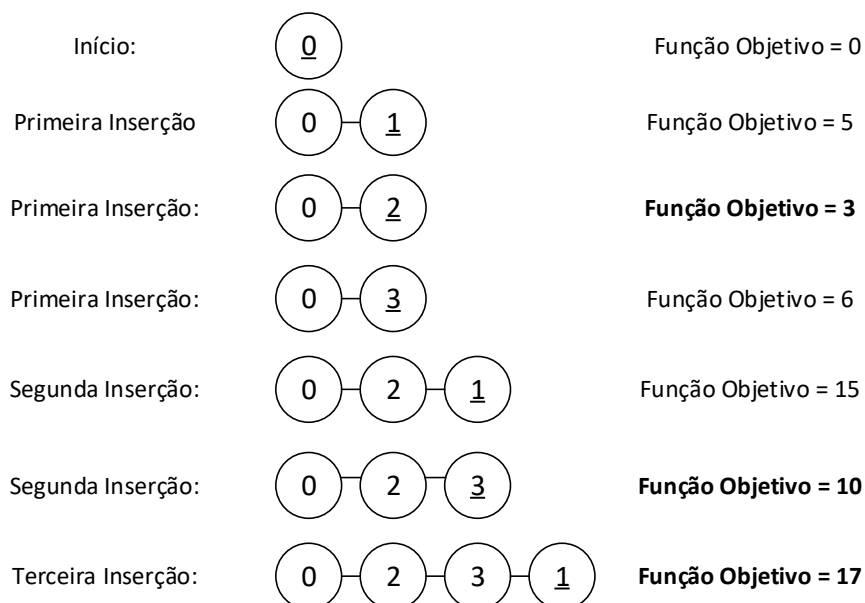 Início: 0 Função Objetivo = 0
Primeira Inserção 0 1 Função Objetivo = 5
Primeira Inserção: 0 2 Função Objetivo = 3
Primeira Inserção: 0 3 Função Objetivo = 6
Segunda Inserção: 0 2 1 Função Objetivo = 15
Segunda Inserção: 0 2 3 Função Objetivo = 10
Terceira Inserção: 0 2 3 1 Função Objetivo = 17